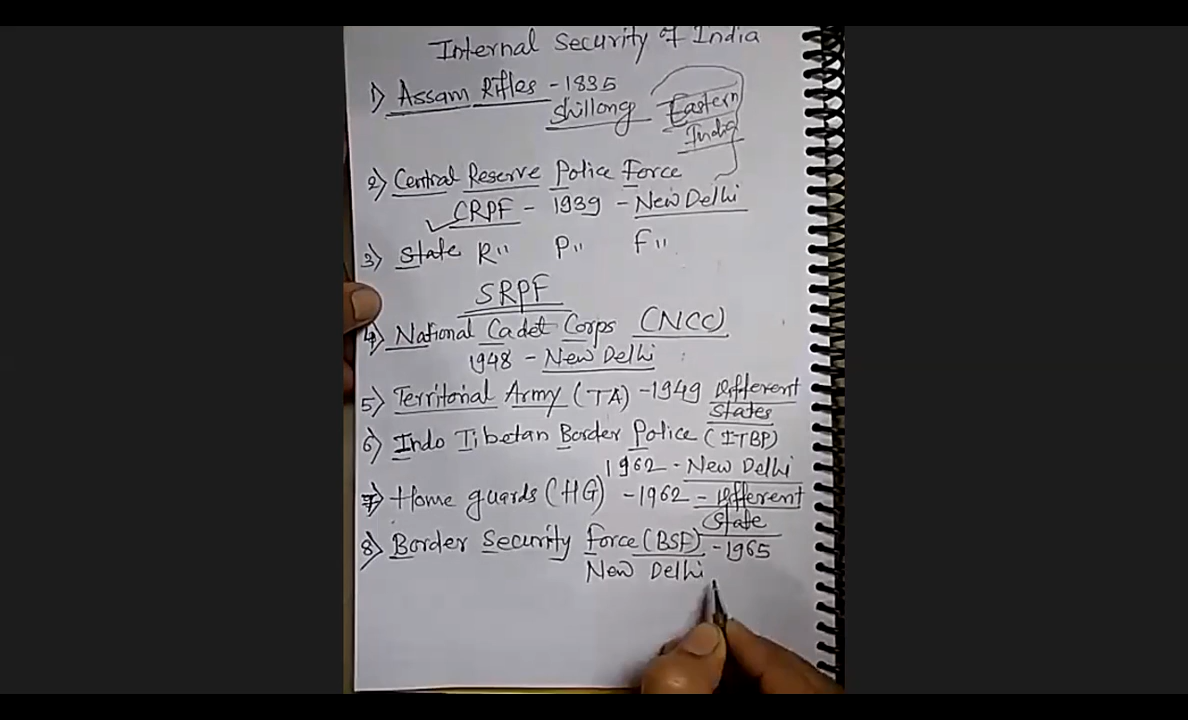 Internal Security of India
1) Assam Rifles - 1835
Shillong Eastern
India
2) Central Reserve Police Force
CRPF - 1939 - New Delhi
3) State R" P" F"
SRPF
4) National Cadet Corps (NCC)
1948 - New Delhi
5) Territorial Army (TA) - 1949 Different
States
6) Indo Tibetan Border Police (ITBP)
1962 - New Delhi
7) Home guards (HG) - 1962 - Different
State
8) Border Security Force (BSF) - 1965
New Delhi